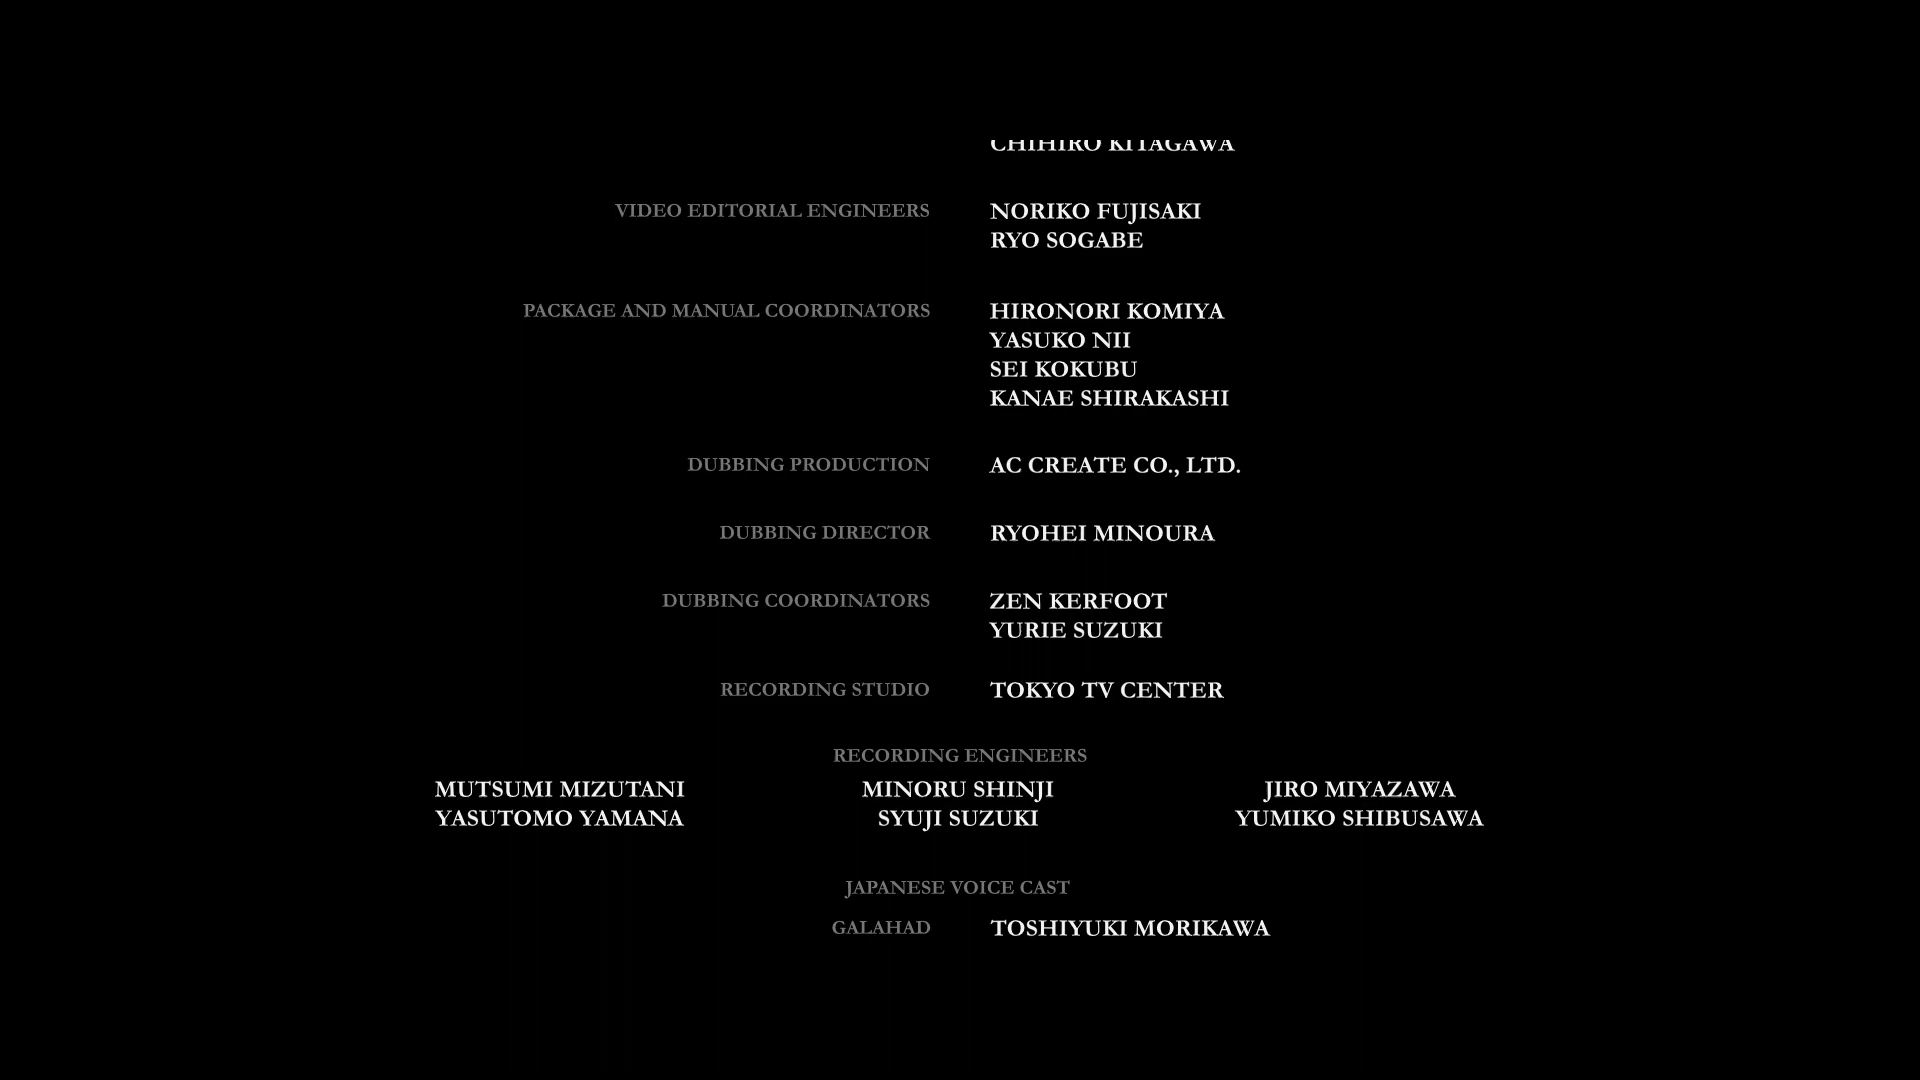 CHIHIRO KITAGAWA
VIDEO EDITORIAL ENGINEERS NORIKO FUJISAKI
RYO SOGABE
PACKAGE AND MANUAL COORDINATORS HIRONORI KOMIYA
YASUKO NII
SEI KOKUBU
KANAE SHIRAKASHI
DUBBING PRODUCTION AC CREATE CO., LTD.
DUBBING DIRECTOR RYOHEI MINOURA
DUBBING COORDINATORS ZEN KERFOOT
YURIE SUZUKI
RECORDING STUDIO TOKYO TV CENTER
RECORDING ENGINEERS
MUTSUMI MIZUTANI MINORU SHINJI JIRO MIYAZAWA
YASUTOMO YAMANA SYUJI SUZUKI YUMIKO SHIBUSAWA
JAPANESE VOICE CAST
GALAHAD TOSHIYUKI MORIKAWA